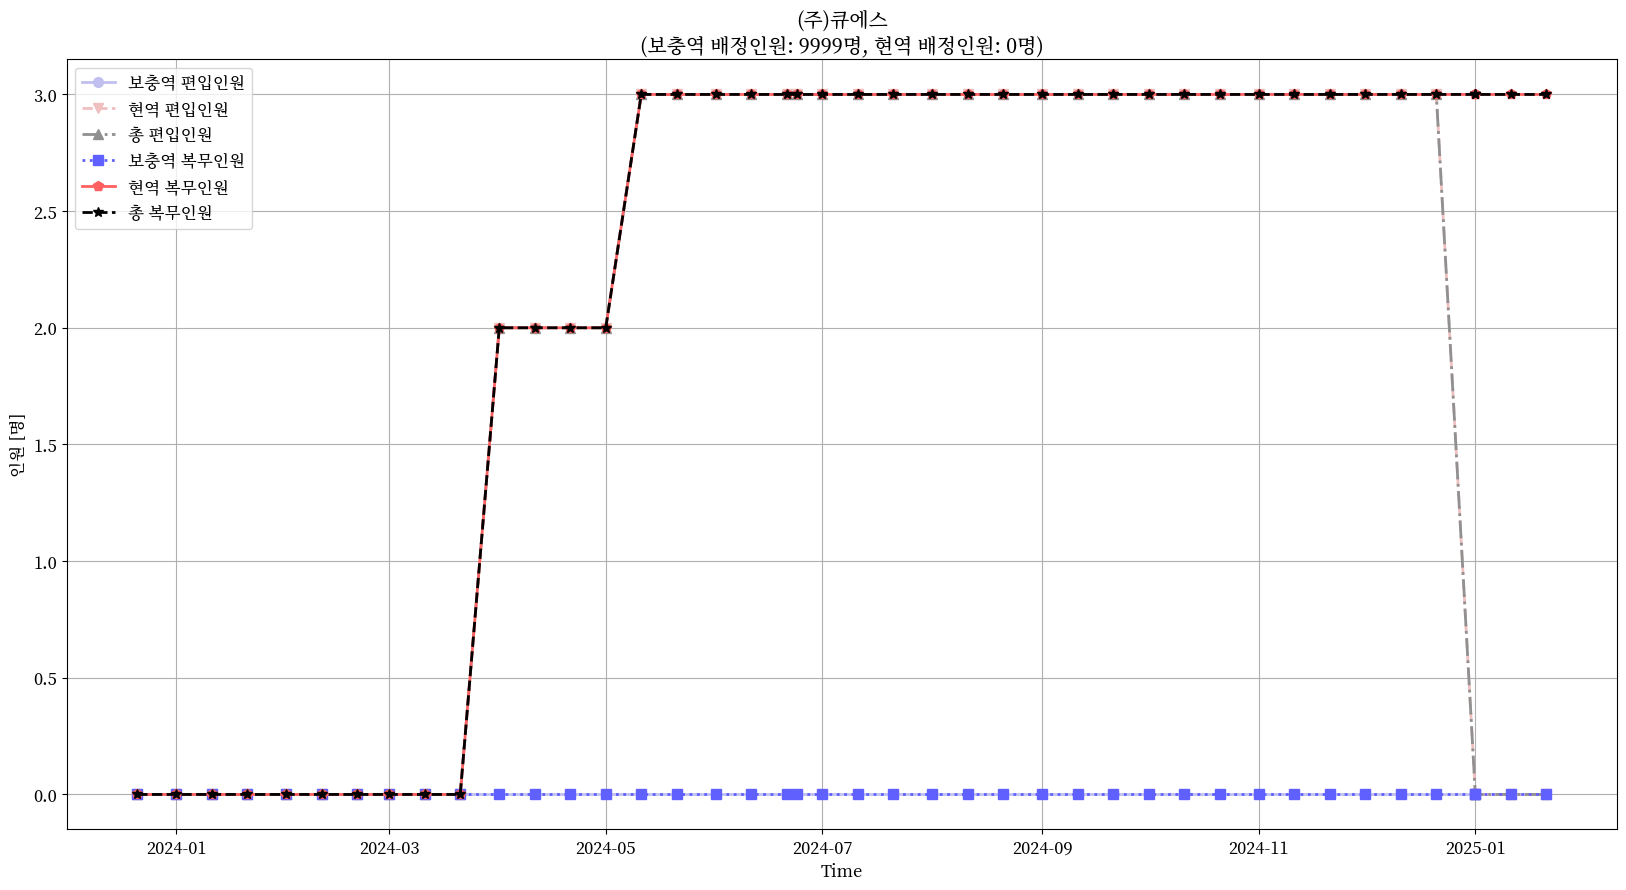 (주)큐에스
(보충역 배정인원: 9999명, 현역 배정인원: 0명)
보충역 편입인원
현역 편입인원
총 편입인원
보충역 복무인원
현역 복무인원
총 복무인원
3.0
2.5
2.0
1.5
1.0
0.5
0.0
인원 [명]
2024-01 2024-03 2024-05 2024-07 2024-09 2024-11 2025-01
Time